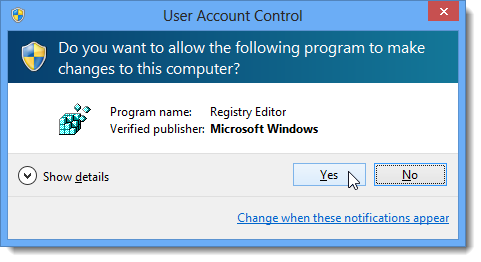 User Account Control
Do you want to allow the following program to make
changes to this computer?
Program name: Registry Editor
Verified publisher: Microsoft Windows
Show details
Yes
No
Change when these notifications appear